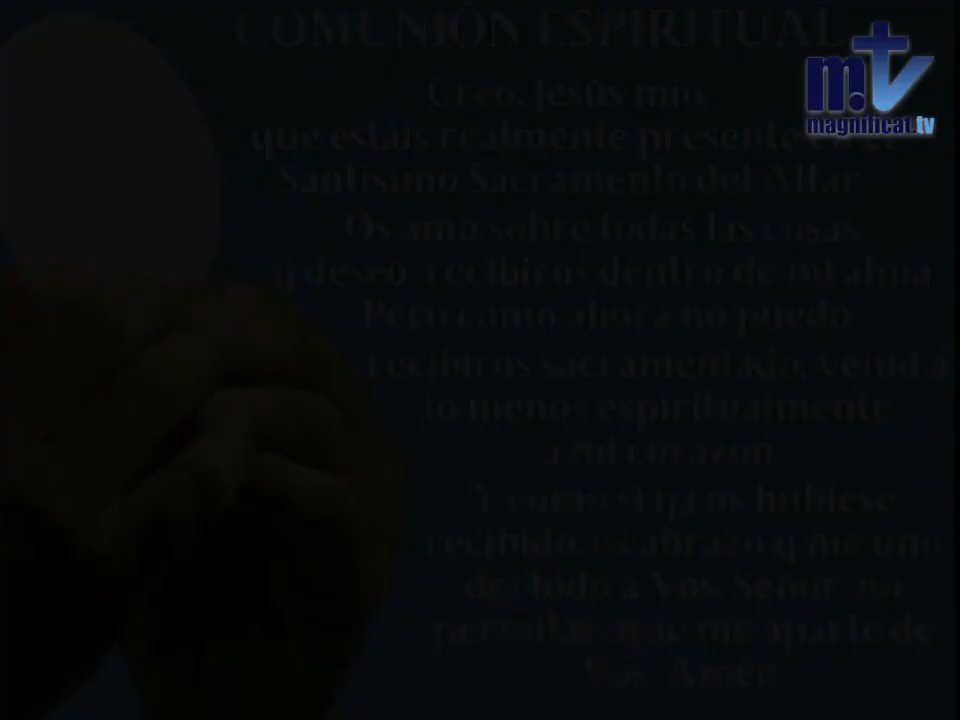 COMUNIÓN ESPIRITUAL
Creo, Jesús mío,
que estáis realmente presente en el
Santísimo Sacramento del Altar.
Os amo sobre todas las cosas
y deseo recibiros dentro de mi alma
Pero como ahora no puedo
recibiros sacramentado, venid a
lo menos espiritualmente
a mi corazón.
Y como si ya os hubiese
recibido, os abrazo y me uno
del todo a Vos. Señor, no
permitáis que me aparte de
Vos. Amén
m.tv
magnificat.tv